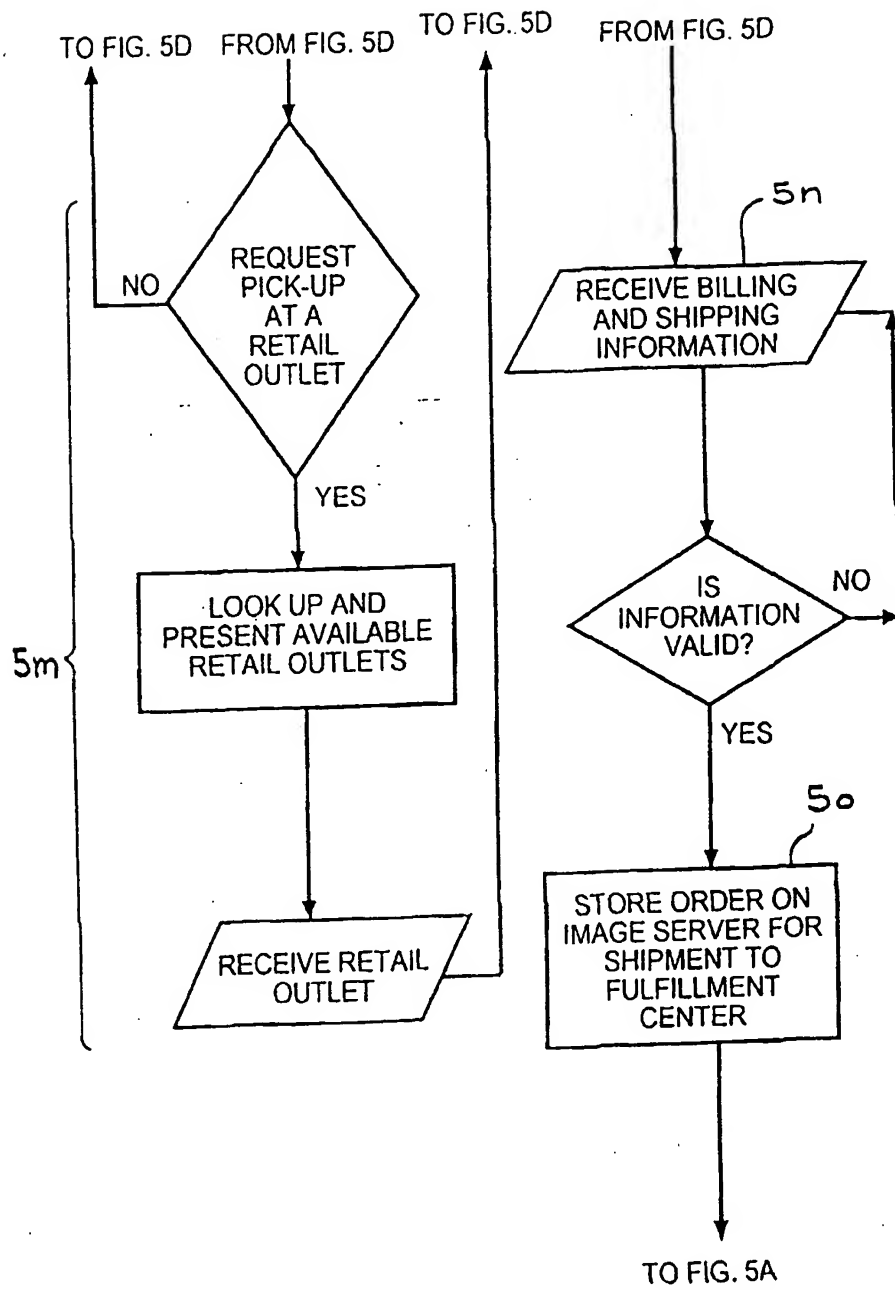 TO FIG. 5D
FROM FIG. 5D
TO FIG. 5D
FROM FIG. 5D
REQUEST
PICK-UP
AT A
RETAIL
OUTLET
NO
YES
LOOK UP AND
PRESENT AVAILABLE
RETAIL OUTLETS
5m
RECEIVE RETAIL
OUTLET
5n
RECEIVE BILLING
AND SHIPPING
INFORMATION
IS
INFORMATION
VALID?
NO
YES
5o
STORE ORDER ON
IMAGE SERVER FOR
SHIPMENT TO
FULFILLMENT
CENTER
TO FIG. 5A